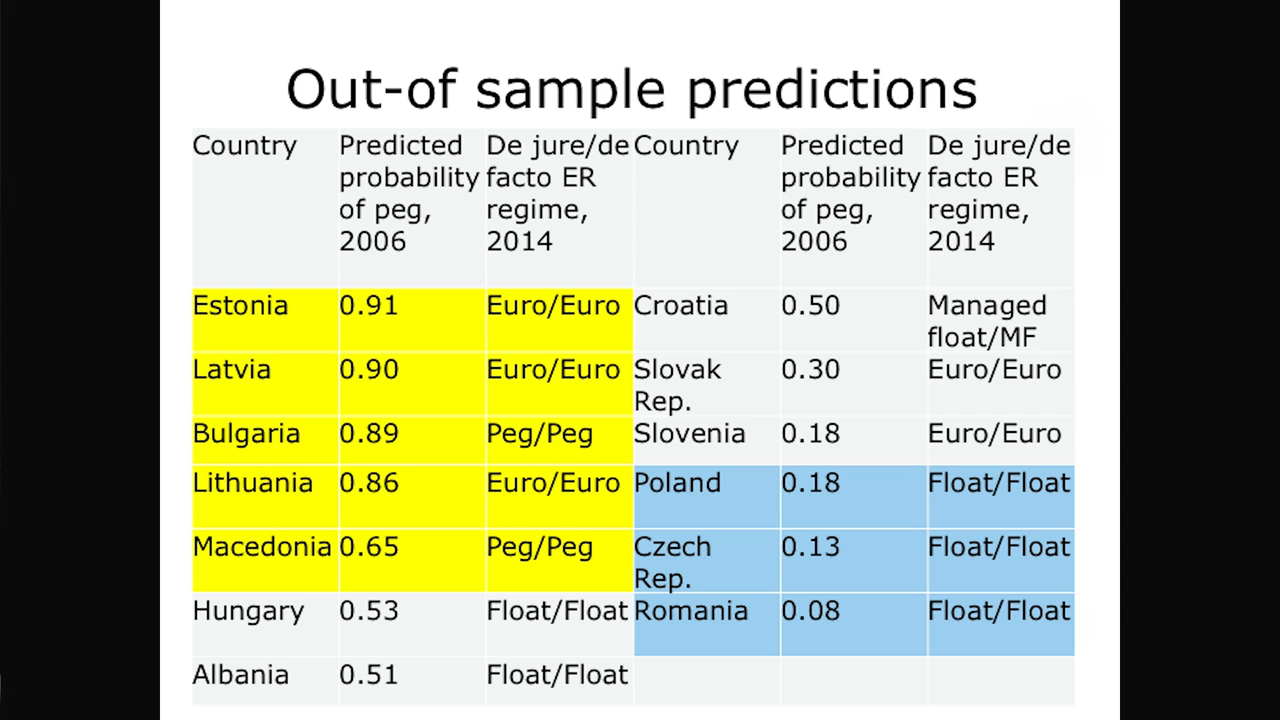 Out-of sample predictions
Country
Predicted
probability
of peg,
2006
De jure/de
facto ER
regime,
2014
Country
Predicted
probability
of peg,
2006
De jure/de
facto ER
regime,
2014
Estonia
0.91
Euro/Euro
Croatia
0.50
Managed
float/MF
Latvia
0.90
Euro/Euro
Slovak
Rep.
0.30
Euro/Euro
Bulgaria
0.89
Peg/Peg
Slovenia
0.18
Euro/Euro
Lithuania
0.86
Euro/Euro
Poland
0.18
Float/Float
Macedonia
0.65
Peg/Peg
Czech
Rep.
0.13
Float/Float
Hungary
0.53
Float/Float
Romania
0.08
Float/Float
Albania
0.51
Float/Float